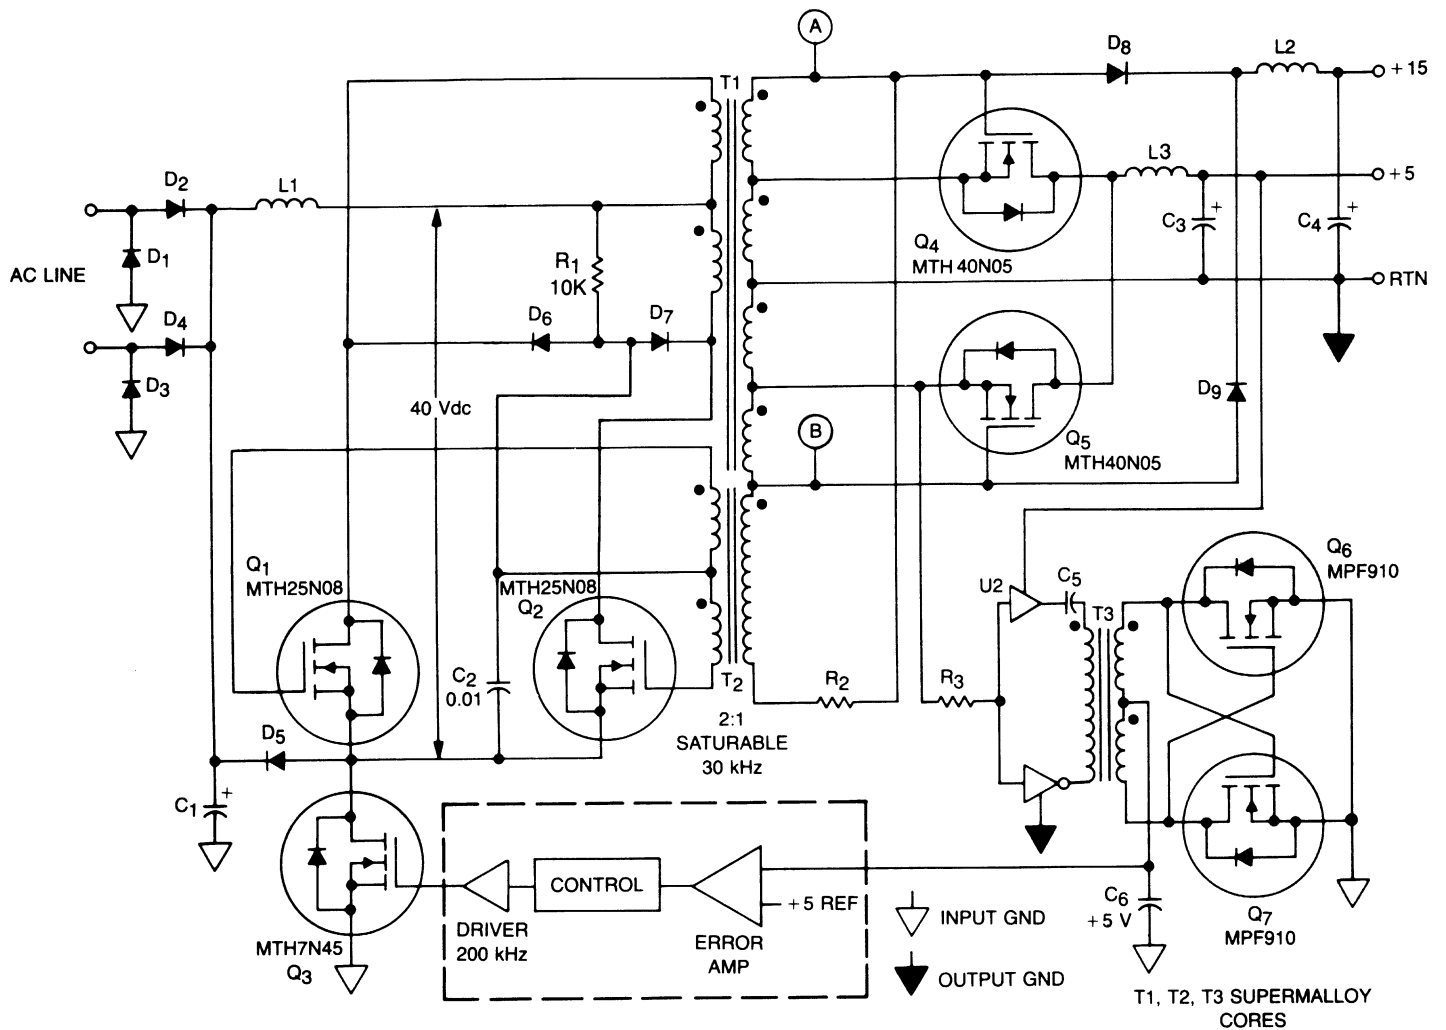 A
D8
L2
+15
T1
D2
L1
L3
+5
D1
AC LINE
R1
10K
Q4
MTH 40N05
C3
+
C4
+
RTN
D4
D6
D7
D3
40 Vdc
B
Q5
MTH40N05
D9
Q1
MTH25N08
MTH25N08
Q2
U2
C5
T3
Q6
MPF910
C2
0.01
T2
R2
R3
2:1
SATURABLE
30 kHz
D5
C1
+
CONTROL
+5 REF
DRIVER
200 kHz
ERROR
AMP
MTH7N45
Q3
INPUT GND
OUTPUT GND
C6
+5 V
Q7
MPF910
T1, T2, T3 SUPERMALLOY
CORES